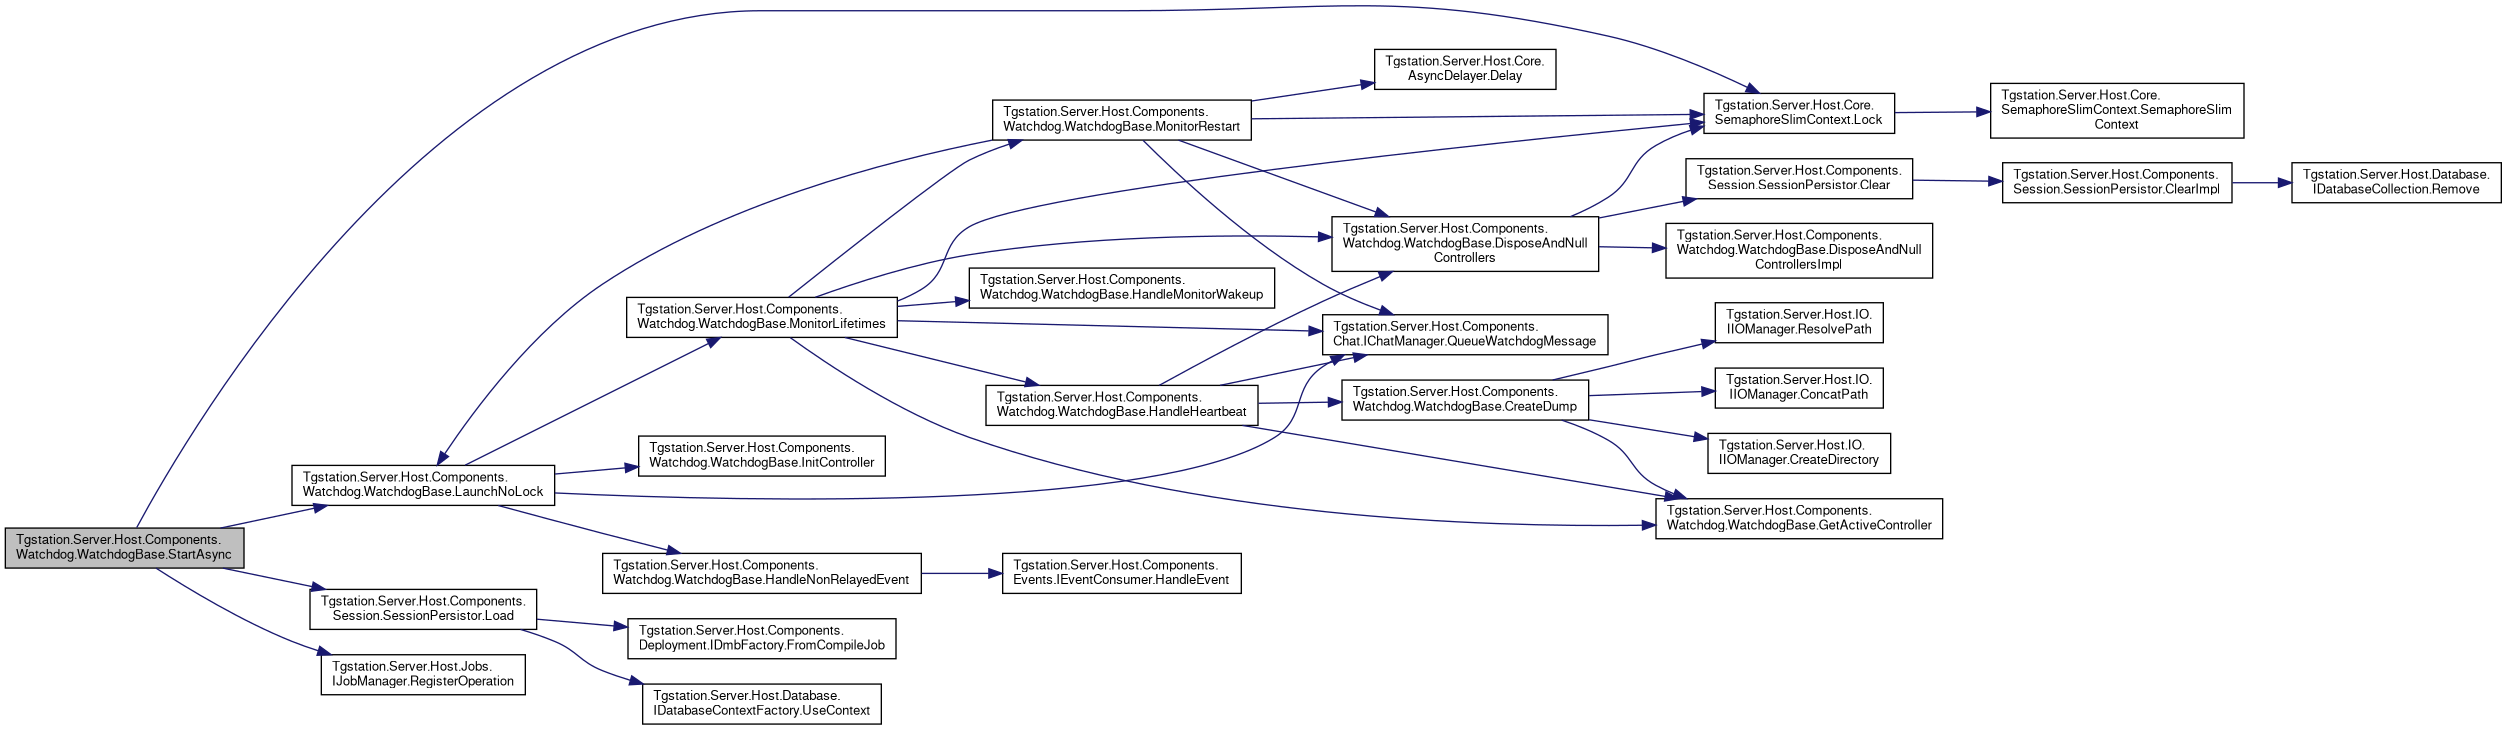 Tgstation.Server.Host.Components.
Watchdog.WatchdogBase.StartAsync
Tgstation.Server.Host.Components.
Watchdog.WatchdogBase.LaunchNoLock
Tgstation.Server.Host.Components.
Session.SessionPersistor.Load
Tgstation.Server.Host.Jobs.
IJobManager.RegisterOperation
Tgstation.Server.Host.Components.
Watchdog.WatchdogBase.MonitorLifetimes
Tgstation.Server.Host.Components.
Watchdog.WatchdogBase.InitController
Tgstation.Server.Host.Components.
Watchdog.WatchdogBase.HandleNonRelayedEvent
Tgstation.Server.Host.Components.
Deployment.IDmbFactory.FromCompileJob
Tgstation.Server.Host.Database.
IDatabaseContextFactory.UseContext
Tgstation.Server.Host.Components.
Watchdog.WatchdogBase.MonitorRestart
Tgstation.Server.Host.Components.
Watchdog.WatchdogBase.HandleMonitorWakeup
Tgstation.Server.Host.Components.
Watchdog.WatchdogBase.HandleHeartbeat
Tgstation.Server.Host.Components.
Events.IEventConsumer.HandleEvent
Tgstation.Server.Host.Core.
AsyncDelayer.Delay
Tgstation.Server.Host.Components.
Watchdog.WatchdogBase.DisposeAndNull
Controllers
Tgstation.Server.Host.Components.
Chat.IChatManager.QueueWatchdogMessage
Tgstation.Server.Host.Components.
Watchdog.WatchdogBase.CreateDump
Tgstation.Server.Host.Core.
SemaphoreSlimContext.Lock
Tgstation.Server.Host.Components.
Session.SessionPersistor.Clear
Tgstation.Server.Host.Components.
Watchdog.WatchdogBase.DisposeAndNull
ControllersImpl
Tgstation.Server.Host.IO.
IIOManager.ResolvePath
Tgstation.Server.Host.IO.
IIOManager.ConcatPath
Tgstation.Server.Host.IO.
IIOManager.CreateDirectory
Tgstation.Server.Host.Components.
Watchdog.WatchdogBase.GetActiveController
Tgstation.Server.Host.Core.
SemaphoreSlimContext.SemaphoreSlim
Context
Tgstation.Server.Host.Components.
Session.SessionPersistor.ClearImpl
Tgstation.Server.Host.Database.
IDatabaseCollection.Remove